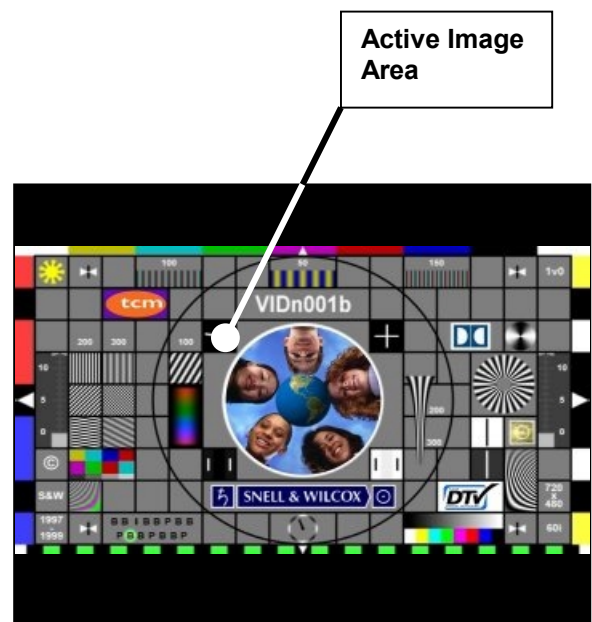 Active Image
Area
100 50 150
1v0
tcm
VIDn001b
200 300 100
10 10
5 200 5
0 300 0
©
S&W SNELL & WILCOX DTV 720
X
480
1997
-
1999
B B I B B P B B
P B B P B B P
60i